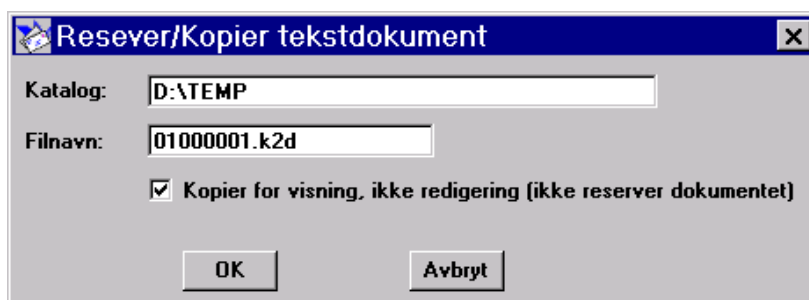 Resever/Kopier tekstdokument
Katalog: D:\TEMP
Filnavn: 01000001.k2d
Kopier for visning, ikke redigering (ikke reserver dokumentet)
OK Avbryt